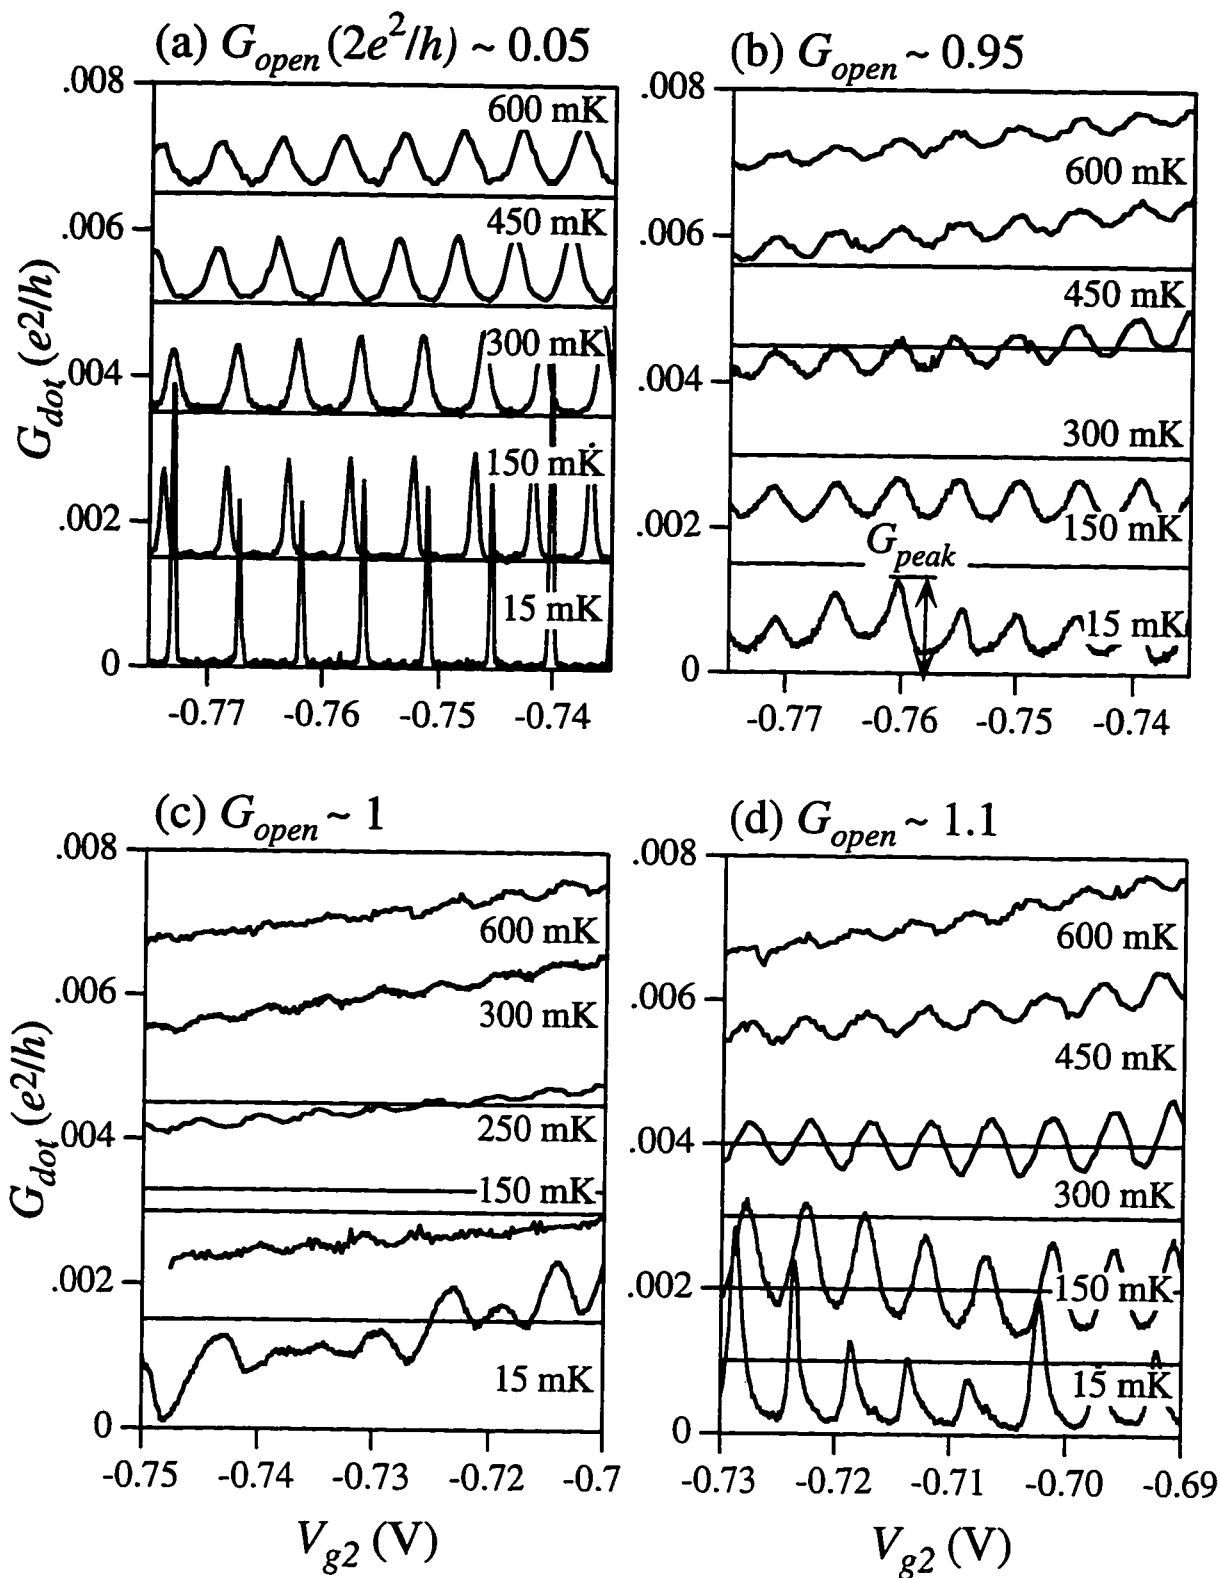 (a) G_open (2e²/h) ~ 0.05
.008
.006
.004
.002
0
G_dot (e²/h)
600 mK
450 mK
300 mK
150 mK
15 mK
-0.77 -0.76 -0.75 -0.74
(b) G_open ~ 0.95
.008
.006
.004
.002
0
600 mK
450 mK
300 mK
150 mK
G_peak
15 mK
-0.77 -0.76 -0.75 -0.74
(c) G_open ~ 1
.008
.006
.004
.002
0
G_dot (e²/h)
600 mK
300 mK
250 mK
150 mK
15 mK
-0.75 -0.74 -0.73 -0.72 -0.7
V_g2 (V)
(d) G_open ~ 1.1
.008
.006
.004
.002
0
600 mK
450 mK
300 mK
150 mK
15 mK
-0.73 -0.72 -0.71 -0.70 -0.69
V_g2 (V)